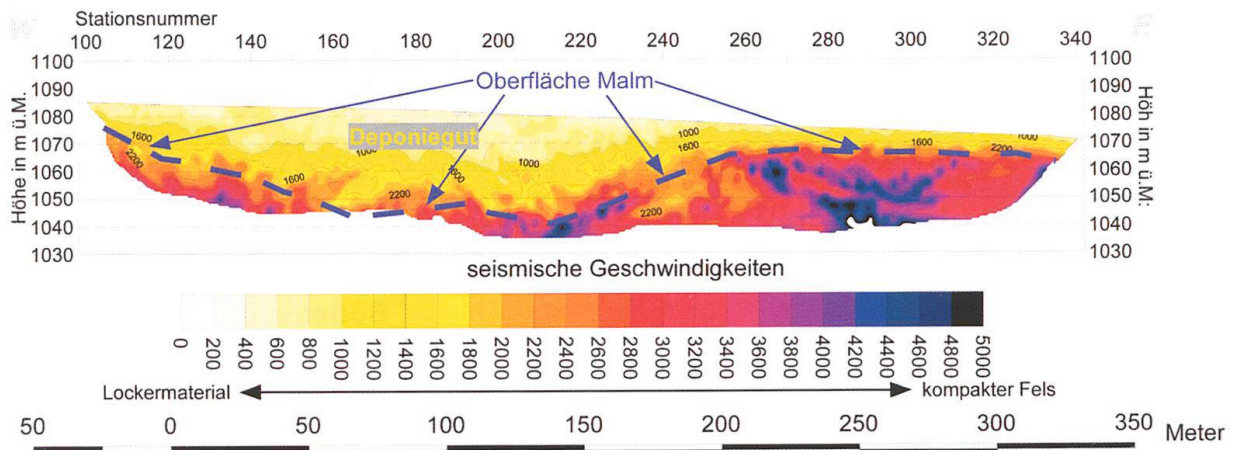 W E
Stationsnummer
100 120 140 160 180 200 220 240 260 280 300 320 340
1100 1100
1090 1090
1080 1080
1070 1070
1060 1060
1050 1050
1040 1040
1030 1030
Höhe in m ü.M.
Höh in m ü.M:
Oberfläche Malm
Deponiegut
1600 1000 1000
2200 1000 1000 1600 1600 2200
1600 2200 1600
2200
seismische Geschwindigkeiten
0 2000 4000 600 800 1000 1200 1400 1600 1800 2000 2200 2400 2600 2800 3000 3200 3400 3600 3800 4000 4200 4400 4600 4800 5000
Lockermaterial kompakter Fels
50 0 50 100 150 200 250 300 350 Meter